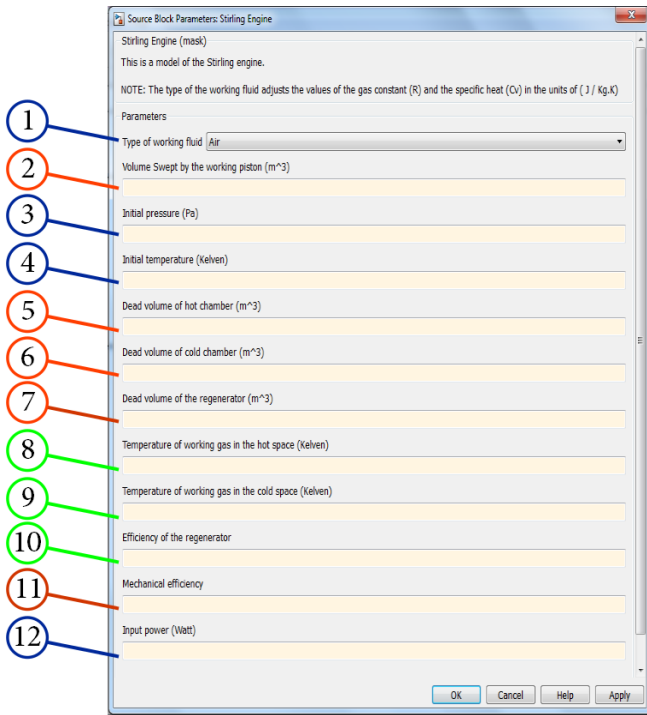 Source Block Parameters: Stirling Engine
Stirling Engine (mask)
This is a model of the Stirling engine.
NOTE: The type of the working fluid adjusts the values of the gas constant (R) and the specific heat (Cv) in the units of ( J / Kg.K)
Parameters
1
Type of working fluid Air
2
Volume Swept by the working piston (m^3)
3
Initial pressure (Pa)
4
Initial temperature (Kelven)
5
Dead volume of hot chamber (m^3)
6
Dead volume of cold chamber (m^3)
7
Dead volume of the regenerator (m^3)
8
Temperature of working gas in the hot space (Kelven)
9
Temperature of working gas in the cold space (Kelven)
10
Efficiency of the regenerator
11
Mechanical efficiency
12
Input power (Watt)
OK Cancel Help Apply